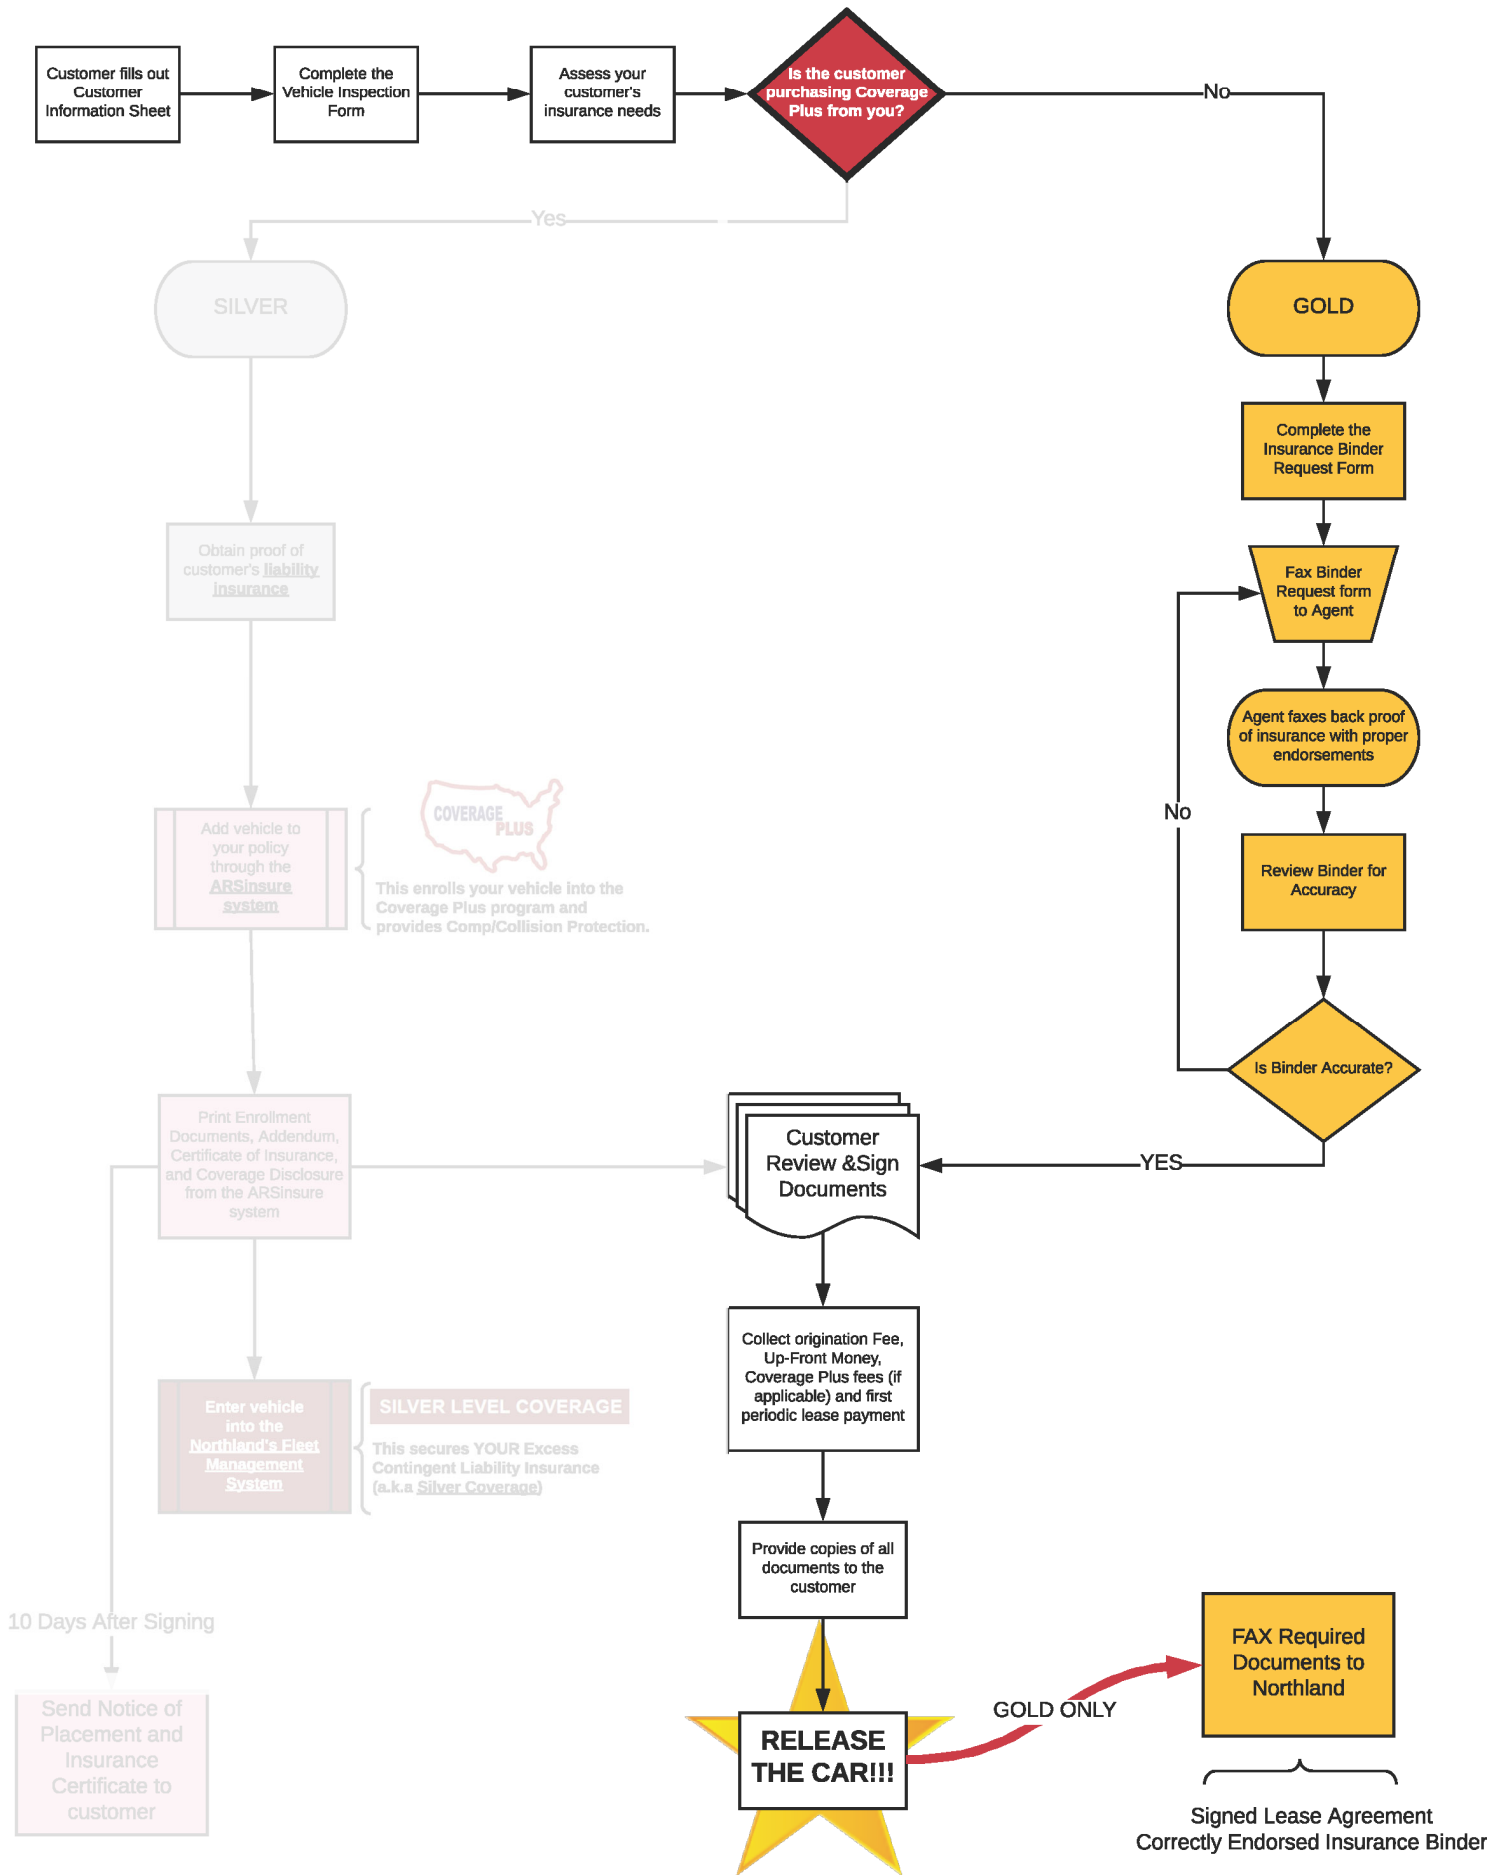 Customer fills out
Customer
Information Sheet
Complete the
Vehicle Inspection
Form
Assess your
customer's
insurance needs
Is the customer
purchasing Coverage
Plus from you?
No
Yes
SILVER
GOLD
Complete the
Insurance Binder
Request Form
Obtain proof of
customer's liability
insurance
Fax Binder
Request form
to Agent
Agent faxes back proof
of insurance with proper
endorsements
No
Add vehicle to
your policy
through the
ARSinsure
system
COVERAGE
PLUS
This enrolls your vehicle into the
Coverage Plus program and
provides Comp/Collision Protection.
Review Binder for
Accuracy
Is Binder Accurate?
YES
Print Enrollment
Documents, Addendum,
Certificate of Insurance,
and Coverage Disclosure
from the ARSinsure
system
Customer
Review &Sign
Documents
Collect origination Fee,
Up-Front Money,
Coverage Plus fees (if
applicable) and first
periodic lease payment
Enter vehicle
into the
Northland's Fleet
Management
System
SILVER LEVEL COVERAGE
This secures YOUR Excess
Contingent Liability Insurance
(a.k.a Silver Coverage)
Provide copies of all
documents to the
customer
10 Days After Signing
Send Notice of
Placement and
Insurance
Certificate to
customer
RELEASE
THE CAR!!!
GOLD ONLY
FAX Required
Documents to
Northland
Signed Lease Agreement
Correctly Endorsed Insurance Binder